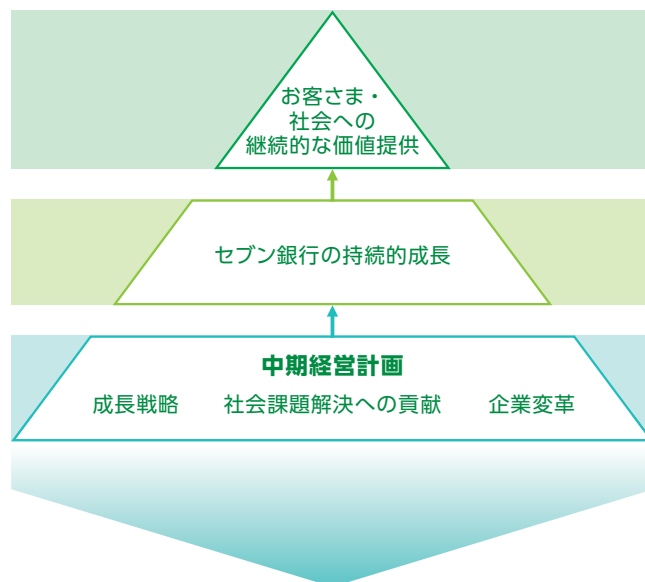 お客さま・
社会への
継続的な価値提供
セブン銀行の持続的成長
中期経営計画
成長戦略 社会課題解決への貢献 企業変革